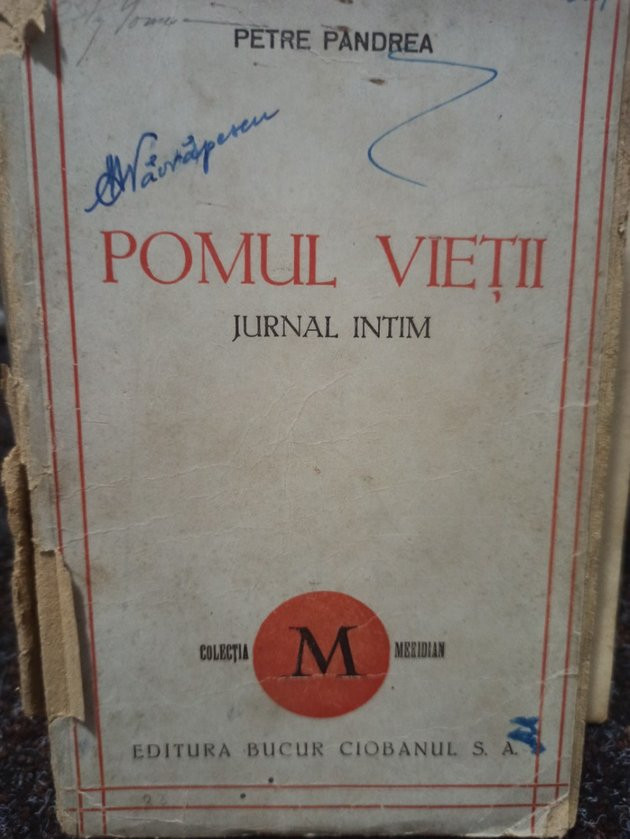 PETRE PANDREA
POMUL VIEȚII
JURNAL INTIM
COLECȚIA M MERIDIAN
EDITURA BUCUR CIOBANUL S. A.